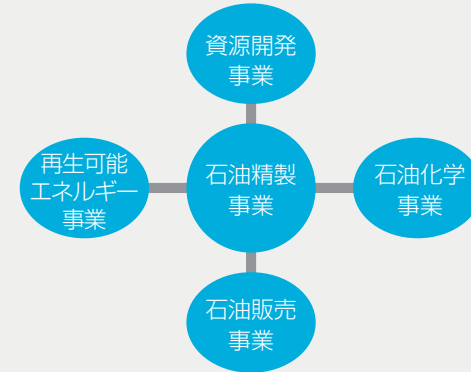 資源開発
事業
再生可能
エネルギー
事業
石油精製
事業
石油化学
事業
石油販売
事業